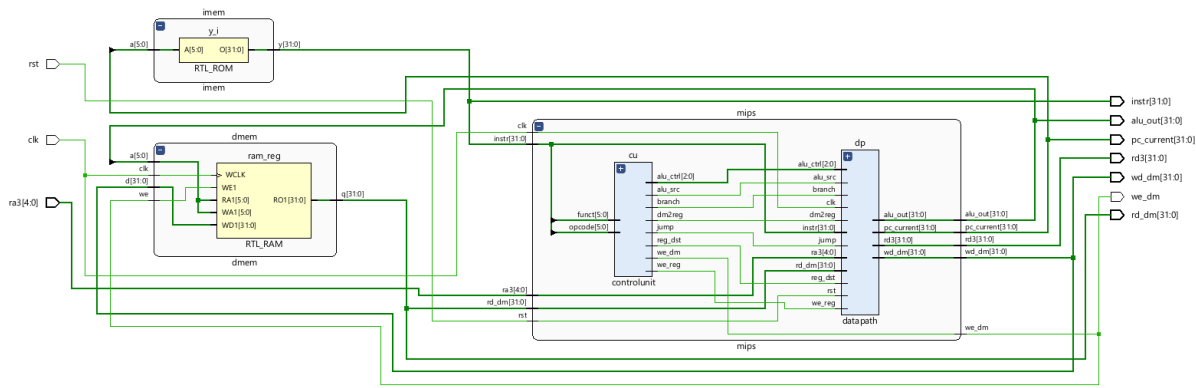 imem
y_i
a[5:0]
A[5:0]
O[31:0]
y[31:0]
RTL_ROM
imem
rst
clk
ra3[4:0]
dmem
ram_reg
a[5:0]
clk
d[31:0]
we
WCLK
WE1
RA1[5:0]
WA1[5:0]
WD1[31:0]
RO1[31:0]
q[31:0]
RTL_RAM
dmem
mips
clk
instr[31:0]
ra3[4:0]
rd_dm[31:0]
rst
cu
funct[5:0]
opcode[5:0]
alu_ctrl[2:0]
alu_src
branch
dm2reg
jump
reg_dst
we_dm
we_reg
controlunit
dp
alu_ctrl[2:0]
alu_src
branch
clk
dm2reg
instr[31:0]
jump
ra3[4:0]
rd_dm[31:0]
reg_dst
rst
we_reg
alu_out[31:0]
pc_current[31:0]
rd3[31:0]
wd_dm[31:0]
datapath
alu_out[31:0]
pc_current[31:0]
rd3[31:0]
wd_dm[31:0]
we_dm
mips
instr[31:0]
alu_out[31:0]
pc_current[31:0]
rd3[31:0]
wd_dm[31:0]
we_dm
rd_dm[31:0]